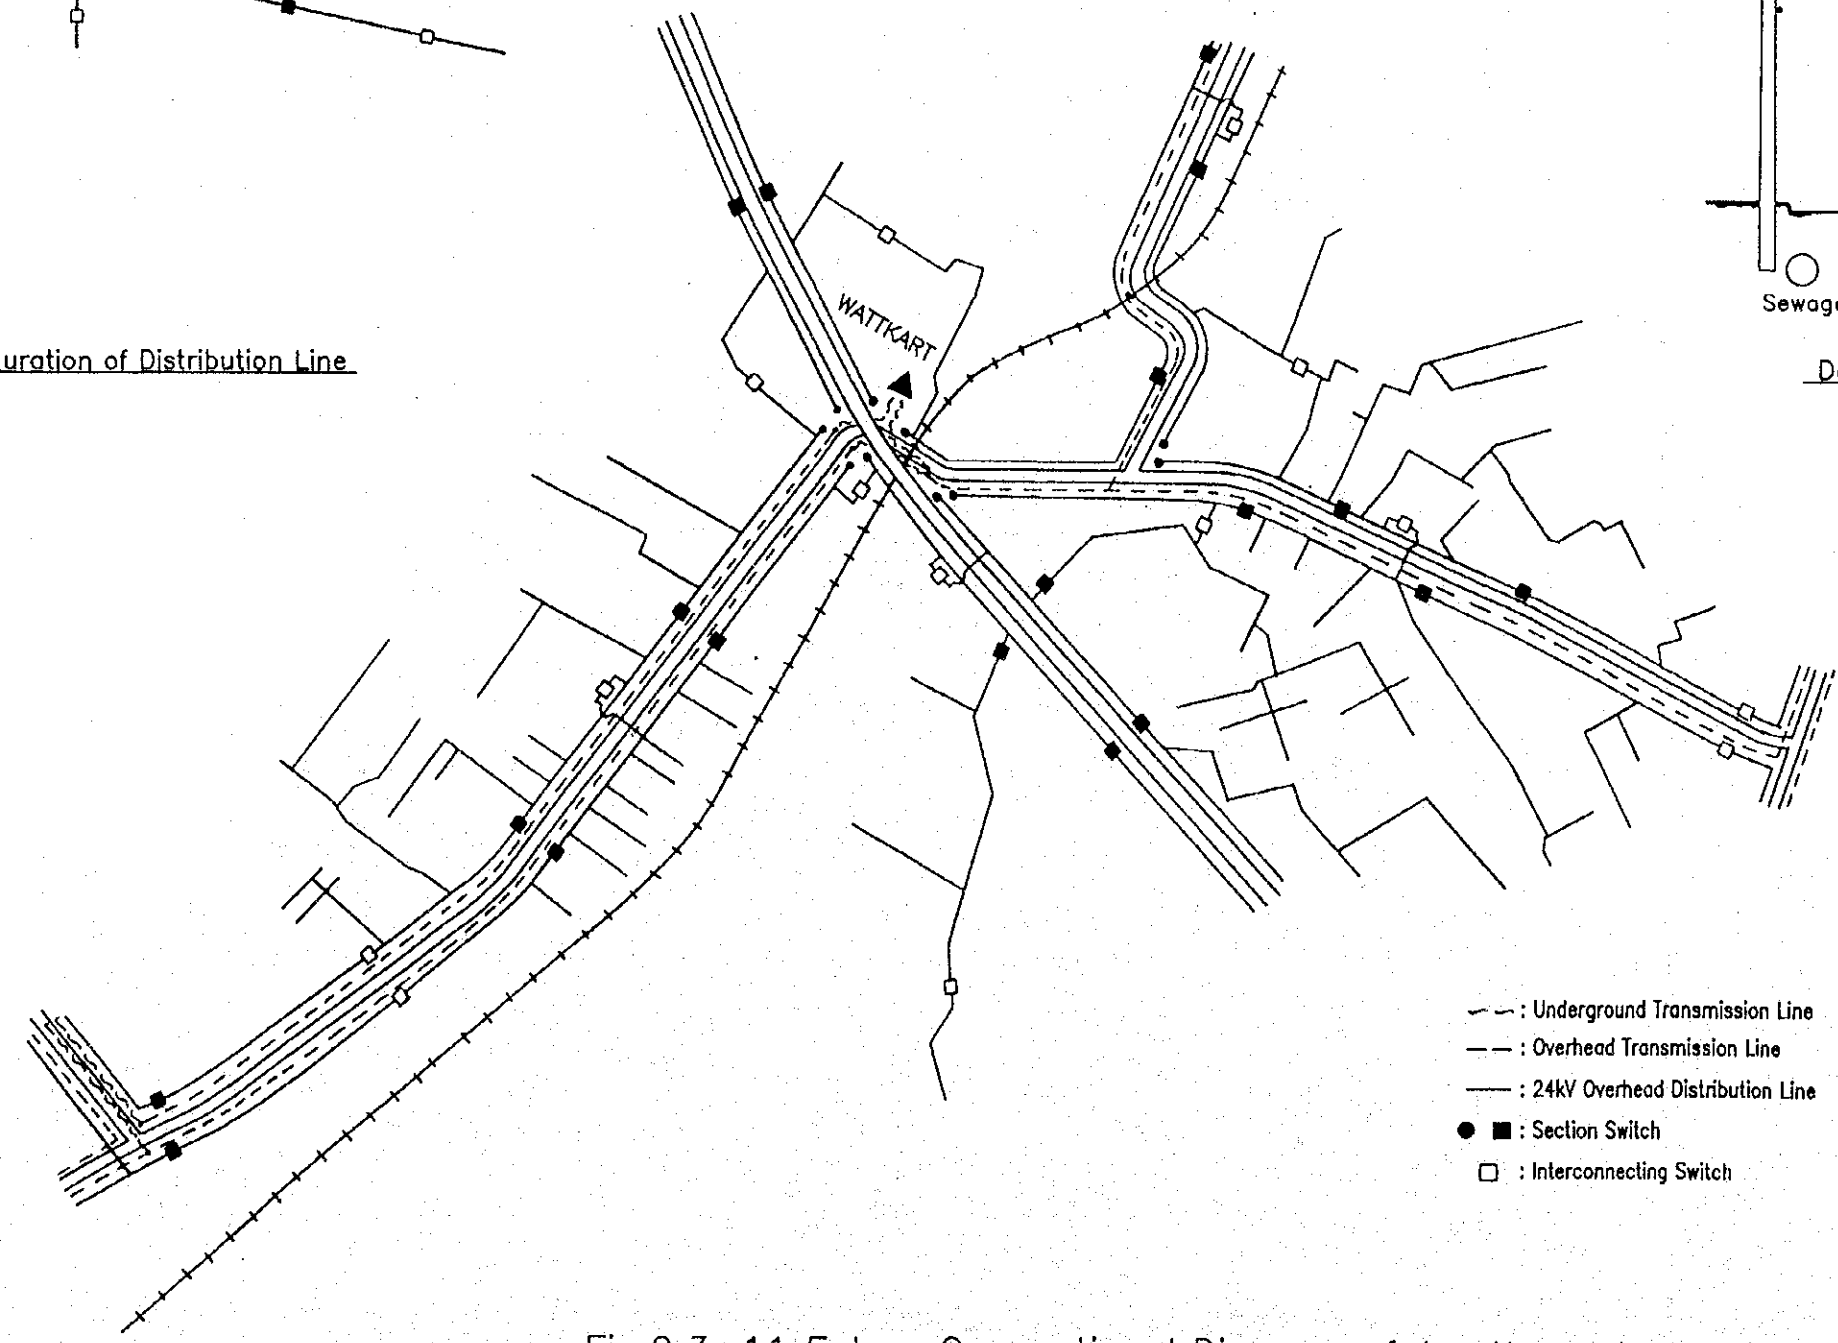 uration of Distribution Line
WATTKART
Sewage
: Underground Transmission Line
: Overhead Transmission Line
: 24kV Overhead Distribution Line
: Section Switch
: Interconnecting Switch